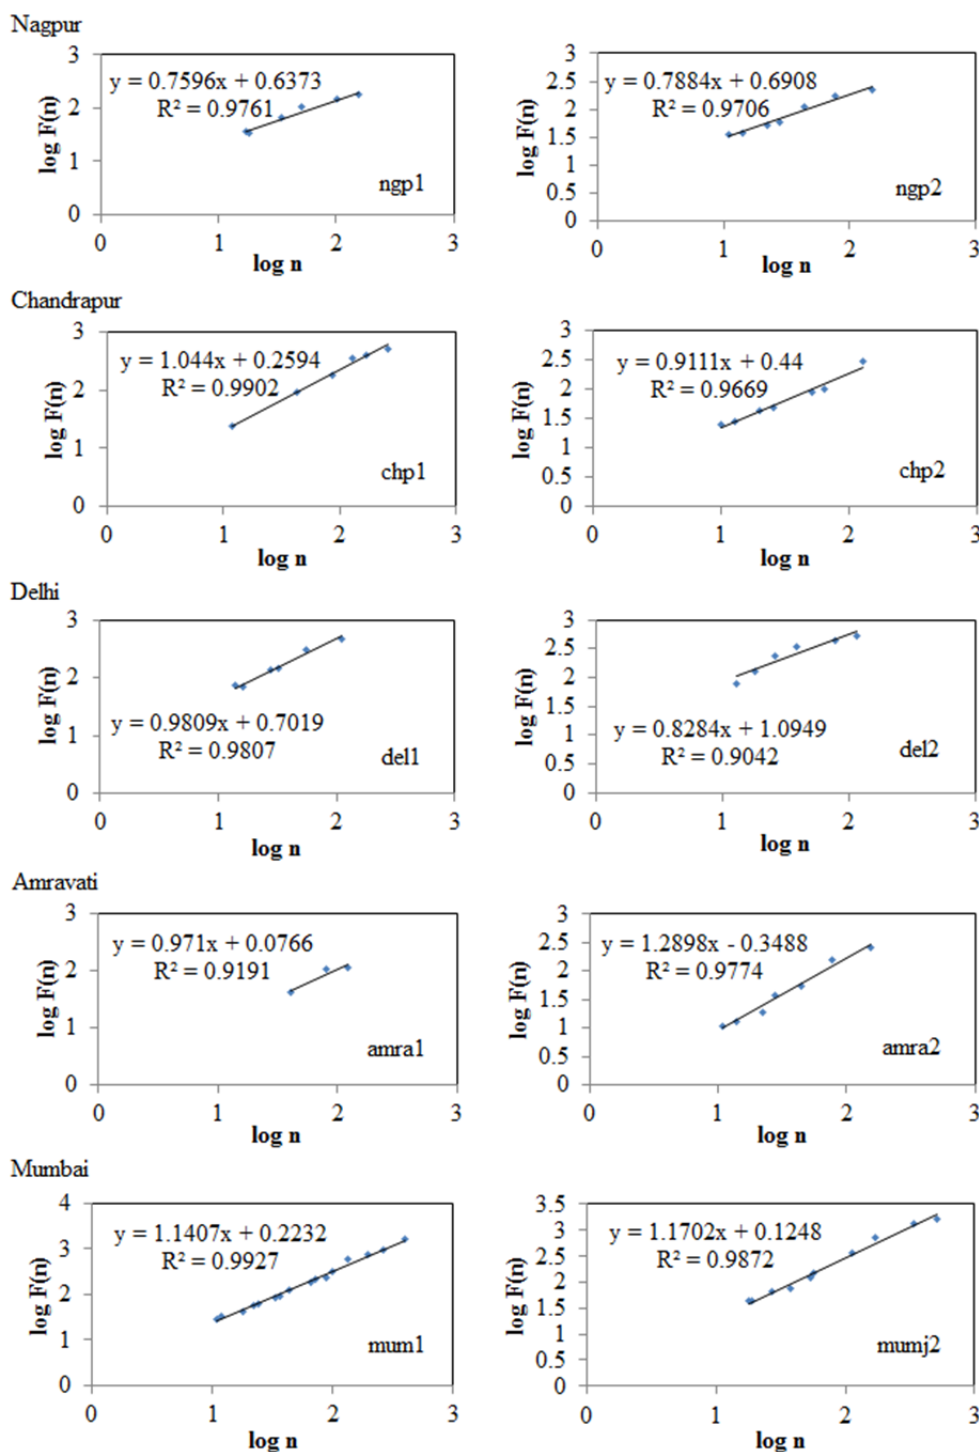 Nagpur
3
2
1
0
log F(n)
y = 0.7596x + 0.6373
R² = 0.9761
ngp1
0 1 2 3
log n
3
2.5
2
1.5
1
0.5
0
log F(n)
y = 0.7884x + 0.6908
R² = 0.9706
ngp2
0 1 2 3
log n
Chandrapur
3
2
1
0
log F(n)
y = 1.044x + 0.2594
R² = 0.9902
chp1
0 1 2 3
log n
3
2.5
2
1.5
1
0.5
0
log F(n)
y = 0.9111x + 0.44
R² = 0.9669
chp2
0 1 2 3
log n
Delhi
3
2
1
0
log F(n)
y = 0.9809x + 0.7019
R² = 0.9807
del1
0 1 2 3
log n
3
2.5
2
1.5
1
0.5
0
log F(n)
y = 0.8284x + 1.0949
R² = 0.9042
del2
0 1 2 3
log n
Amravati
3
2
1
0
log F(n)
y = 0.971x + 0.0766
R² = 0.9191
amra1
0 1 2 3
log n
3
2.5
2
1.5
1
0.5
0
log F(n)
y = 1.2898x - 0.3488
R² = 0.9774
amra2
0 1 2 3
log n
Mumbai
4
3
2
1
0
log F(n)
y = 1.1407x + 0.2232
R² = 0.9927
mum1
0 1 2 3
log n
3.5
3
2.5
2
1.5
1
0.5
0
log F(n)
y = 1.1702x + 0.1248
R² = 0.9872
mumj2
0 1 2 3
log n